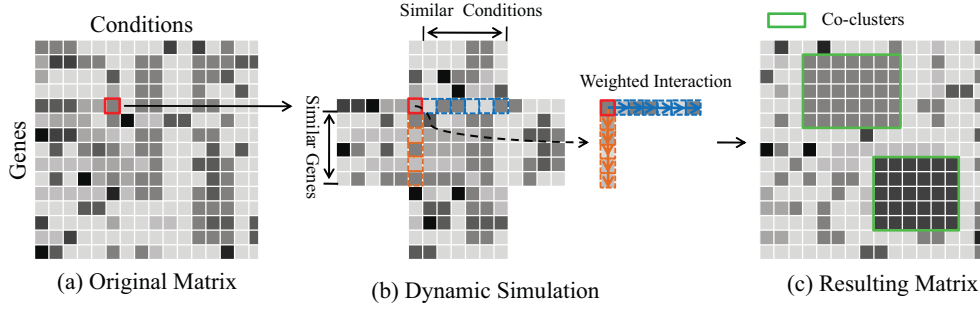 Conditions
Genes
(a) Original Matrix
Similar Conditions
Similar Genes
Weighted Interaction
(b) Dynamic Simulation
Co-clusters
(c) Resulting Matrix